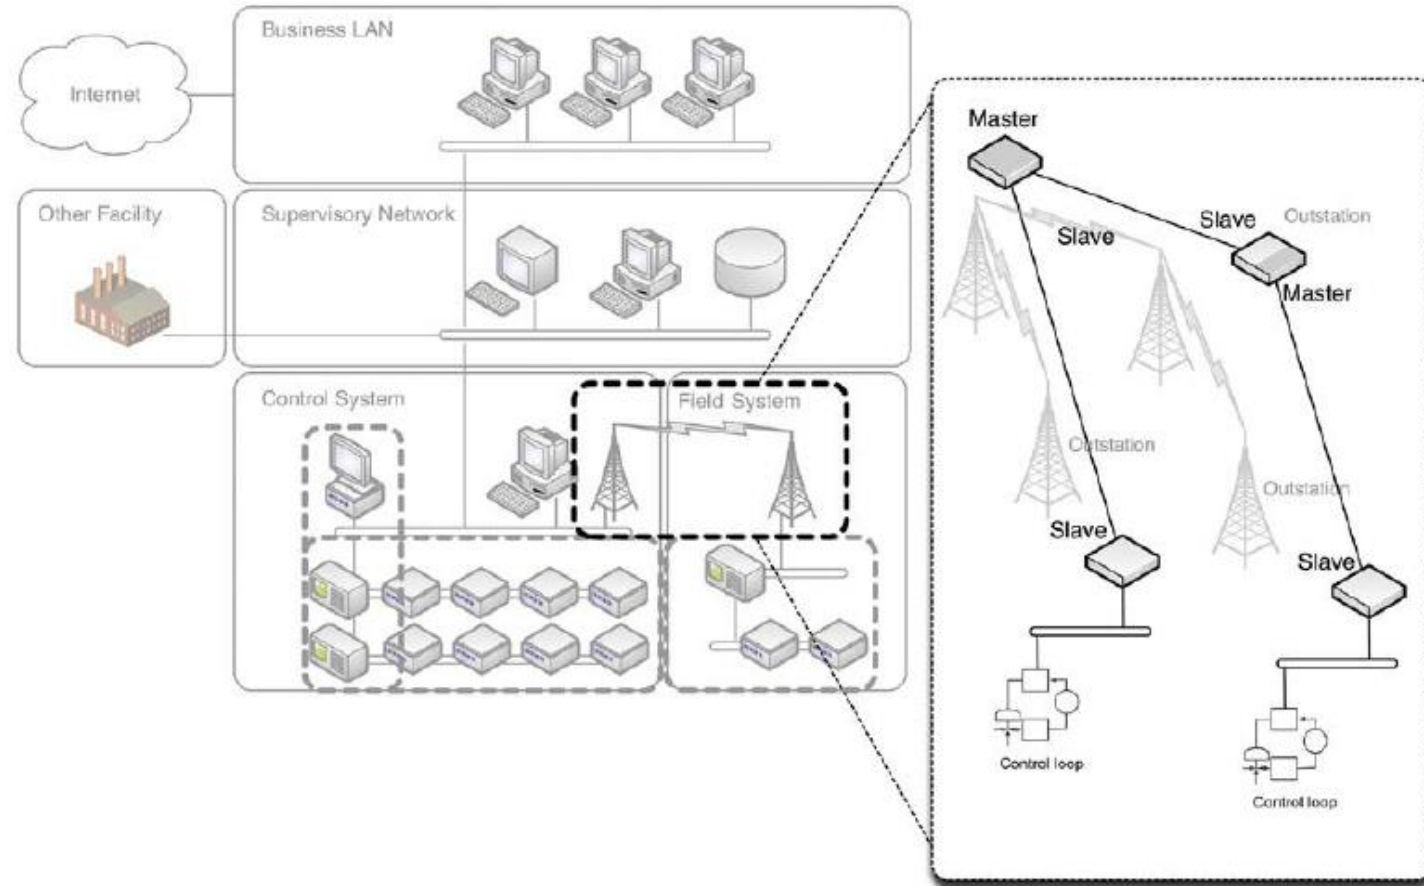 Business LAN
Internet
Other Facility
Supervisory Network
Control System
Field System
Master
Slave
Outstation
Slave
Master
Outstation
Outstation
Slave
Slave
Control loop
Control loop